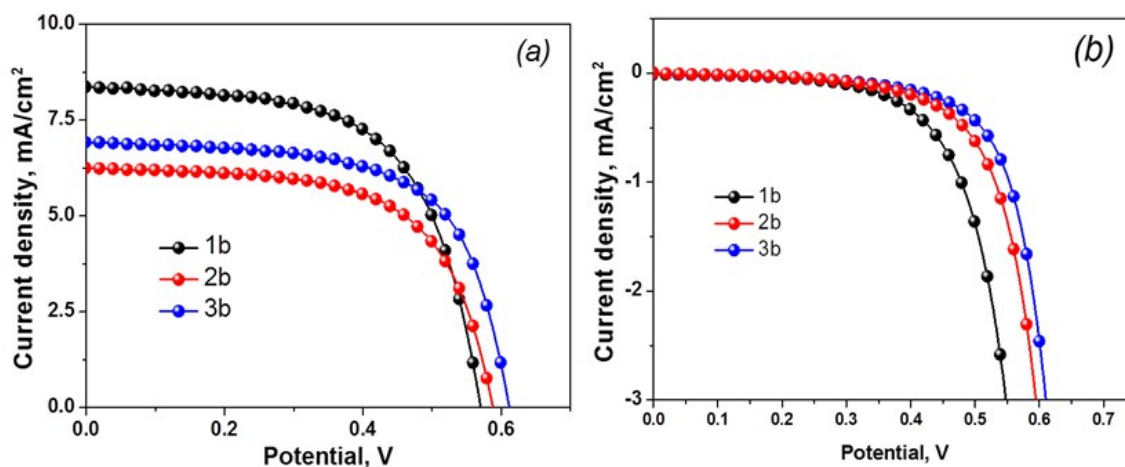 (a)
Current density, mA/cm²
10.0
7.5
5.0
2.5
0.0
1b
2b
3b
0.0 0.2 0.4 0.6
Potential, V
(b)
Current density, mA/cm²
0
-1
-2
-3
1b
2b
3b
0.0 0.1 0.2 0.3 0.4 0.5 0.6 0.7
Potential, V